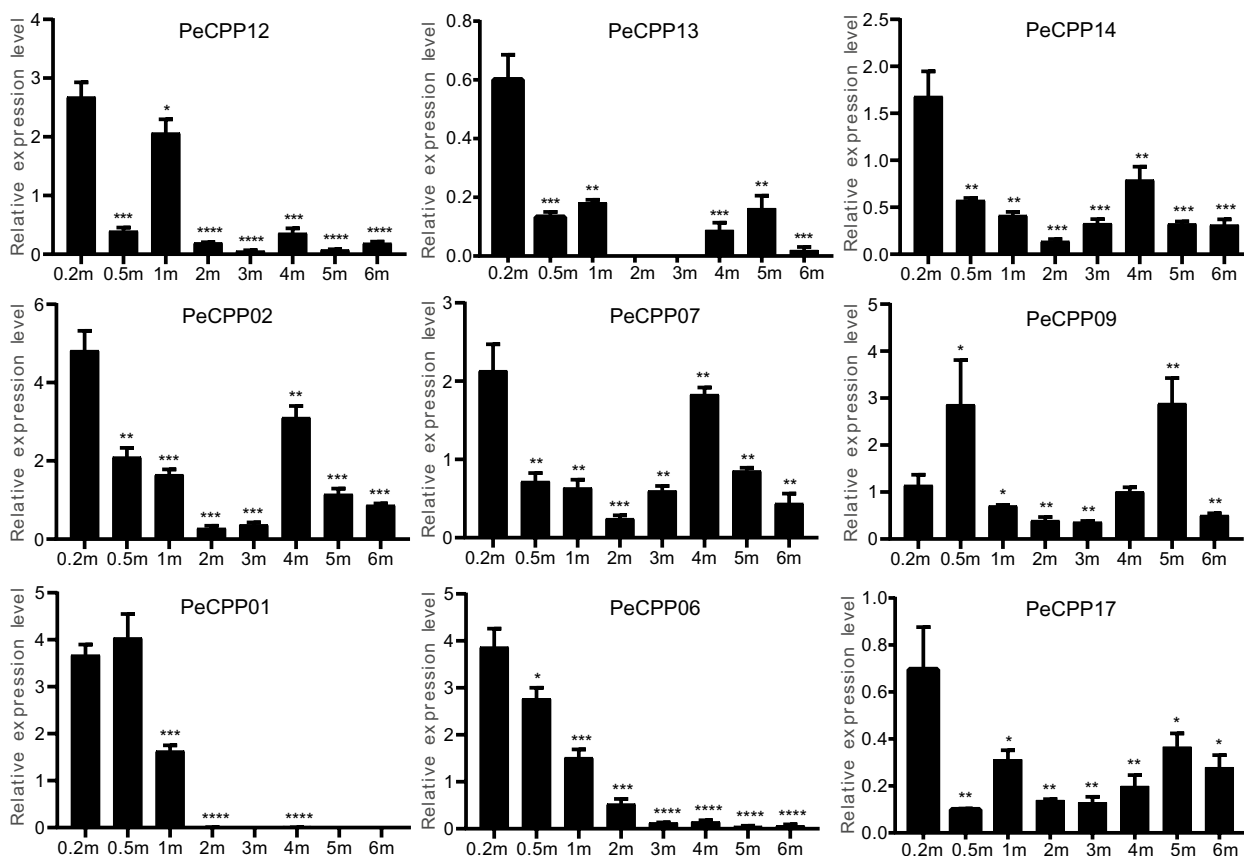 PeCPP12
Relative expression level
4
3
2
1
0
* *** **** **** *** **** ****
0.2m 0.5m 1m 2m 3m 4m 5m 6m
PeCPP13
Relative expression level
0.8
0.6
0.4
0.2
0.0
*** ** *** ** ***
0.2m 0.5m 1m 2m 3m 4m 5m 6m
PeCPP14
Relative expression level
2.5
2.0
1.5
1.0
0.5
0.0
** ** *** *** ** *** ***
0.2m 0.5m 1m 2m 3m 4m 5m 6m
PeCPP02
Relative expression level
6
4
2
0
** *** *** *** ** *** ***
0.2m 0.5m 1m 2m 3m 4m 5m 6m
PeCPP07
Relative expression level
3
2
1
0
** ** *** ** ** ** **
0.2m 0.5m 1m 2m 3m 4m 5m 6m
PeCPP09
Relative expression level
5
4
3
2
1
0
* * ** ** ** **
0.2m 0.5m 1m 2m 3m 4m 5m 6m
PeCPP01
Relative expression level
5
4
3
2
1
0
*** **** ****
0.2m 0.5m 1m 2m 3m 4m 5m 6m
PeCPP06
Relative expression level
5
4
3
2
1
0
* *** *** **** **** **** ****
0.2m 0.5m 1m 2m 3m 4m 5m 6m
PeCPP17
Relative expression level
1.0
0.8
0.6
0.4
0.2
0.0
** * ** ** ** * *
0.2m 0.5m 1m 2m 3m 4m 5m 6m